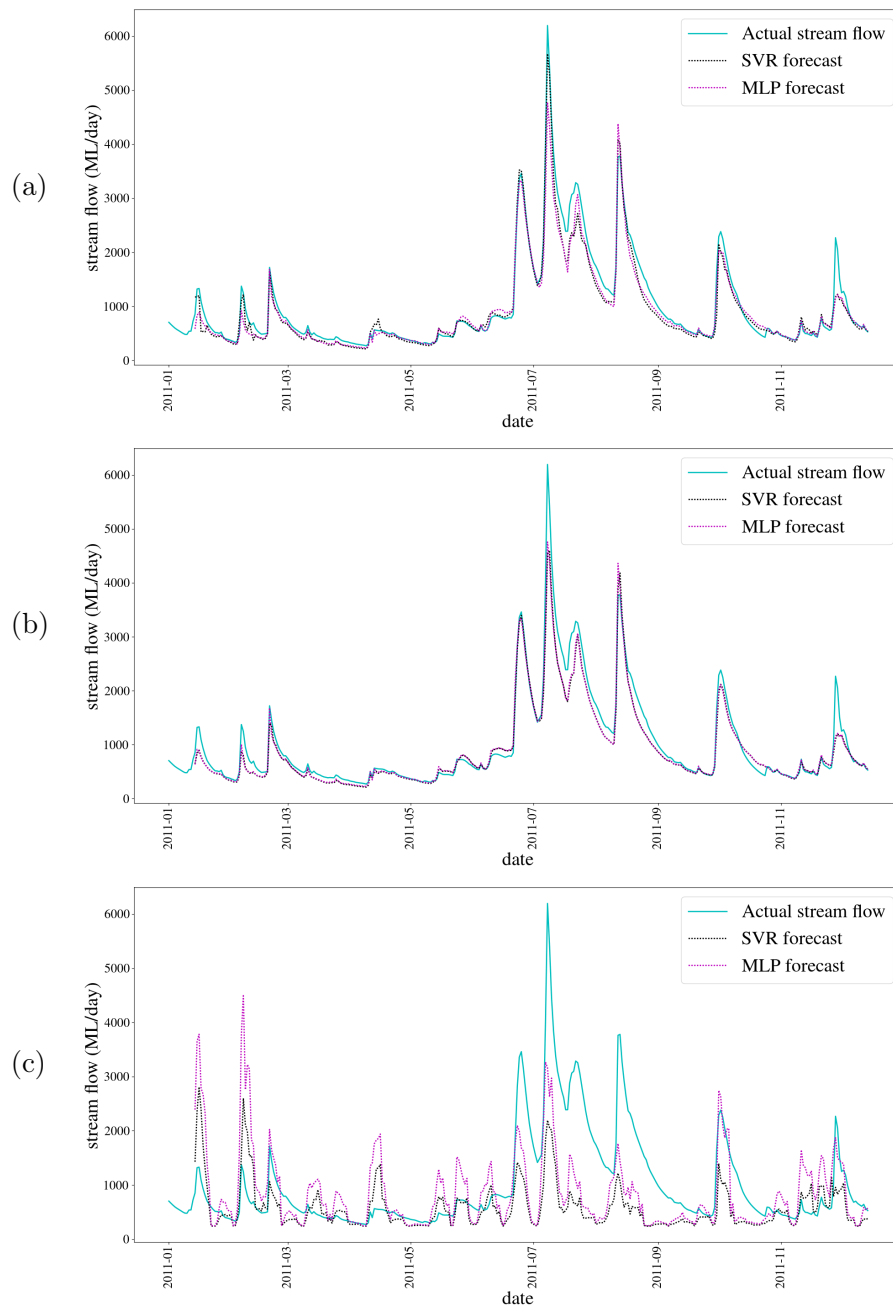 (a)
stream flow (ML/day)
6000
5000
4000
3000
2000
1000
0
Actual stream flow
SVR forecast
MLP forecast
2011-01
2011-03
2011-05
2011-07
2011-09
2011-11
date
(b)
stream flow (ML/day)
6000
5000
4000
3000
2000
1000
0
Actual stream flow
SVR forecast
MLP forecast
2011-01
2011-03
2011-05
2011-07
2011-09
2011-11
date
(c)
stream flow (ML/day)
6000
5000
4000
3000
2000
1000
0
Actual stream flow
SVR forecast
MLP forecast
2011-01
2011-03
2011-05
2011-07
2011-09
2011-11
date